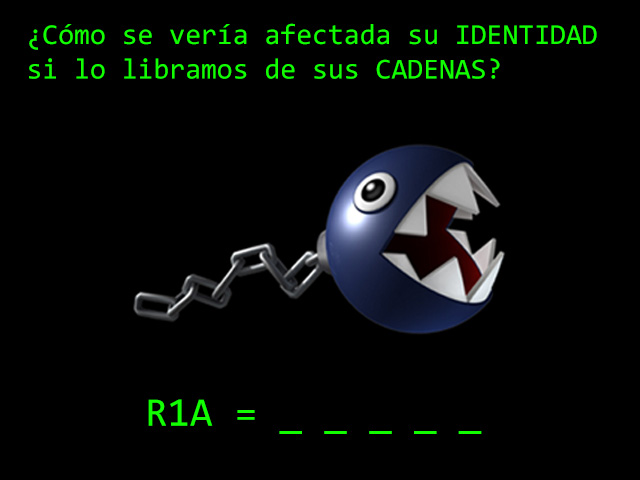 ¿Cómo se vería afectada su IDENTIDAD
si lo libramos de sus CADENAS?
R1A = _ _ _ _ _